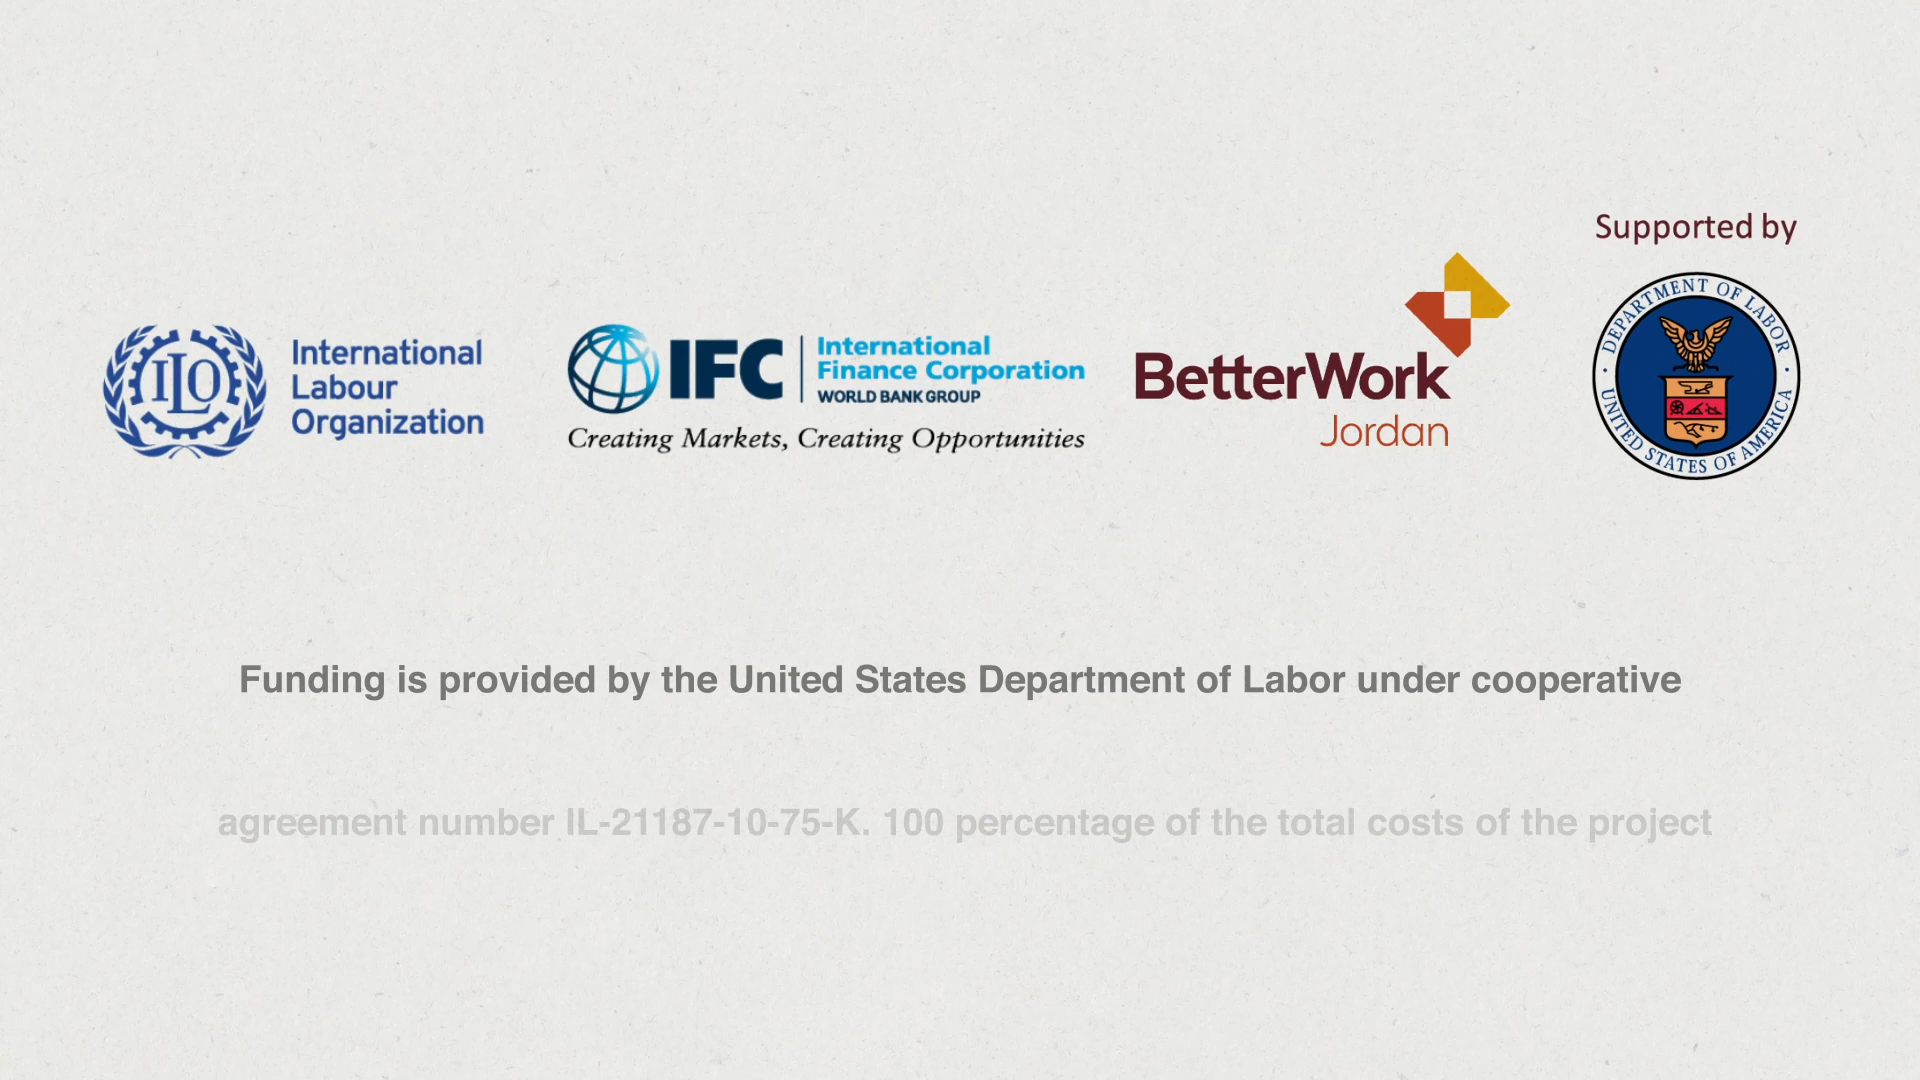 Supported by
ILO
International
Labour
Organization
IFC
International
Finance Corporation
WORLD BANK GROUP
Creating Markets, Creating Opportunities
BetterWork
Jordan
DEPARTMENT OF LABOR
UNITED STATES OF AMERICA
Funding is provided by the United States Department of Labor under cooperative
agreement number IL-21187-10-75-K. 100 percentage of the total costs of the project